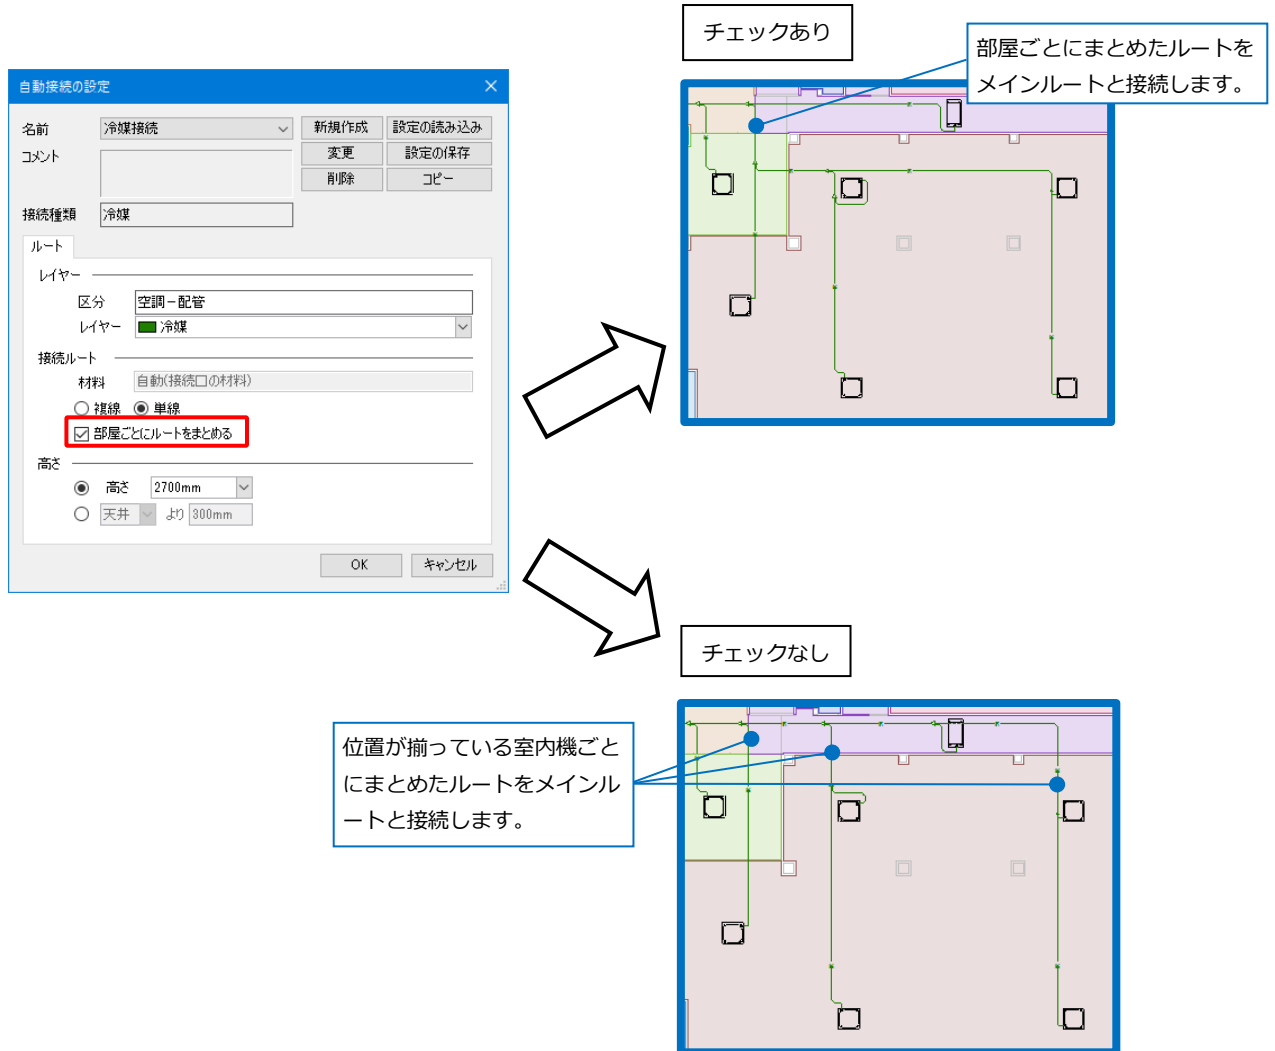 チェックあり
部屋ごとにまとめたルートを
メインルートと接続します。
自動接続の設定
名前
冷媒接続
新規作成
設定の読み込み
コメント
変更
設定の保存
削除
コピー
接続種類
冷媒
ルート
レイヤー
区分
空調－配管
レイヤー
冷媒
接続ルート
材料
自動(接続口の材料)
複線
単線
部屋ごとにルートをまとめる
高さ
高さ
2700mm
天井
より
300mm
OK
キャンセル
チェックなし
位置が揃っている室内機ごと
にまとめたルートをメインル
ートと接続します。